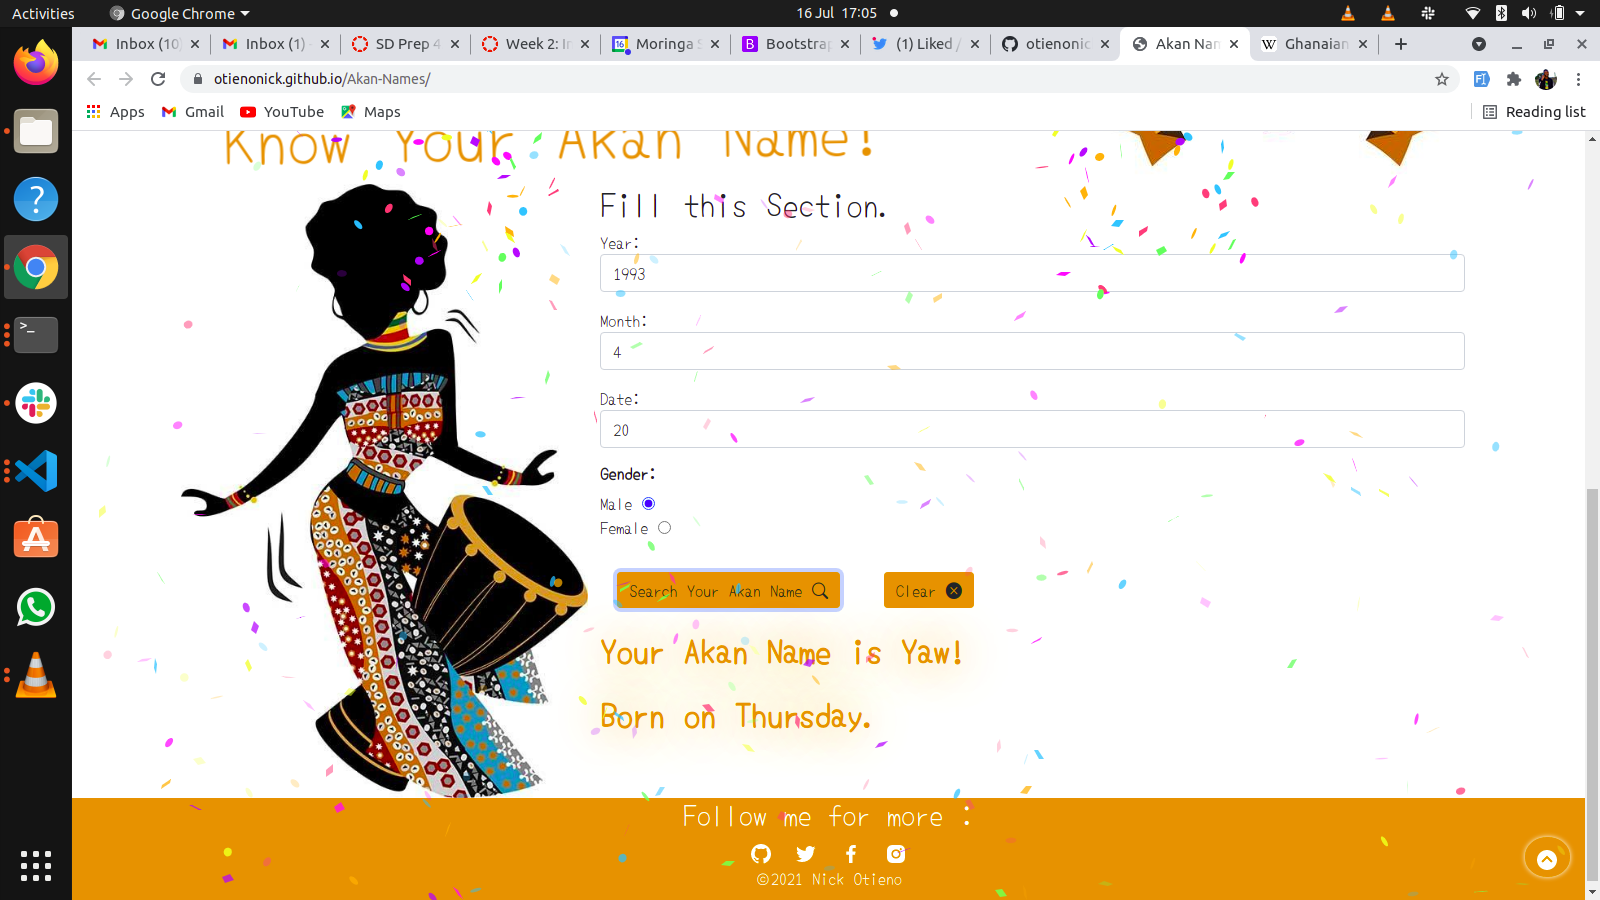 Activities Google Chrome 16 Jul 17:05
Inbox (10) Inbox (1) - SD Prep 4 Week 2: In Moringa S Bootstrap (1) Liked / otienonic Akan Nam Ghanaian
otienonick.github.io/Akan-Names/
Apps Gmail YouTube Maps Reading list
Know Your Akan Name!
Fill this Section.
Year:
1993
Month:
4
Date:
20
Gender:
Male
Female
Search Your Akan Name Clear
Your Akan Name is Yaw!
Born on Thursday.
Follow me for more :
©2021 Nick Otieno